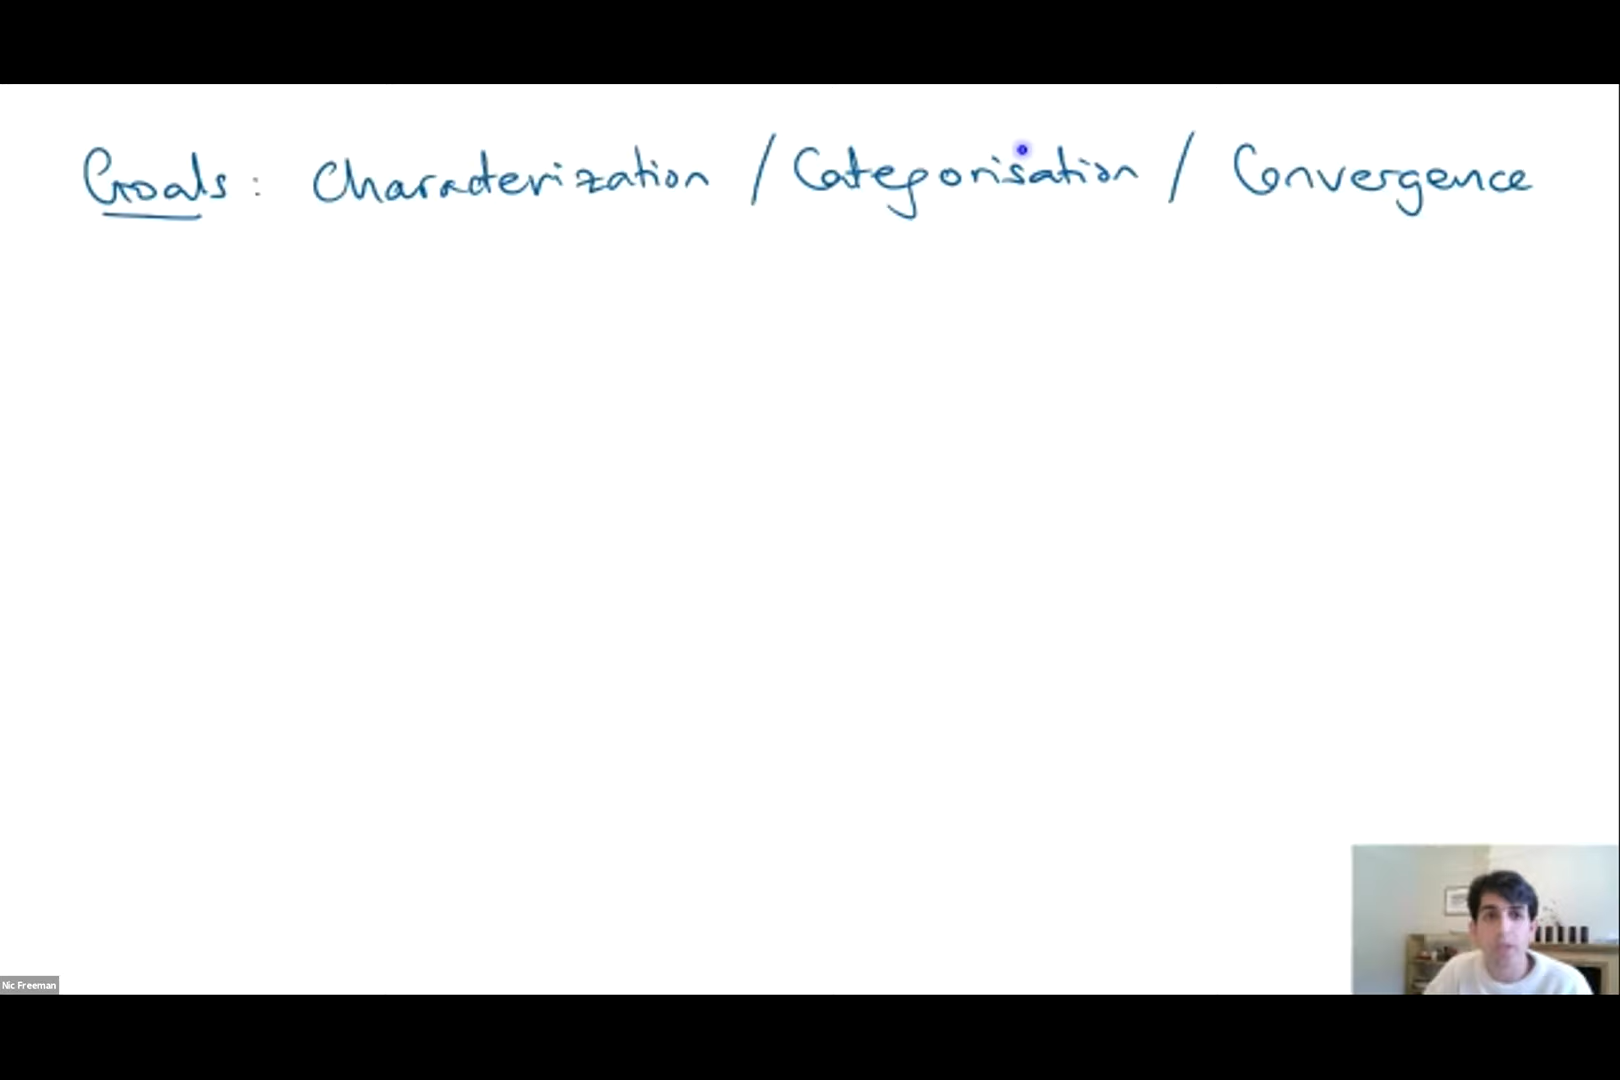 Goals: Characterization / Categorisation / Convergence
Nic Freeman